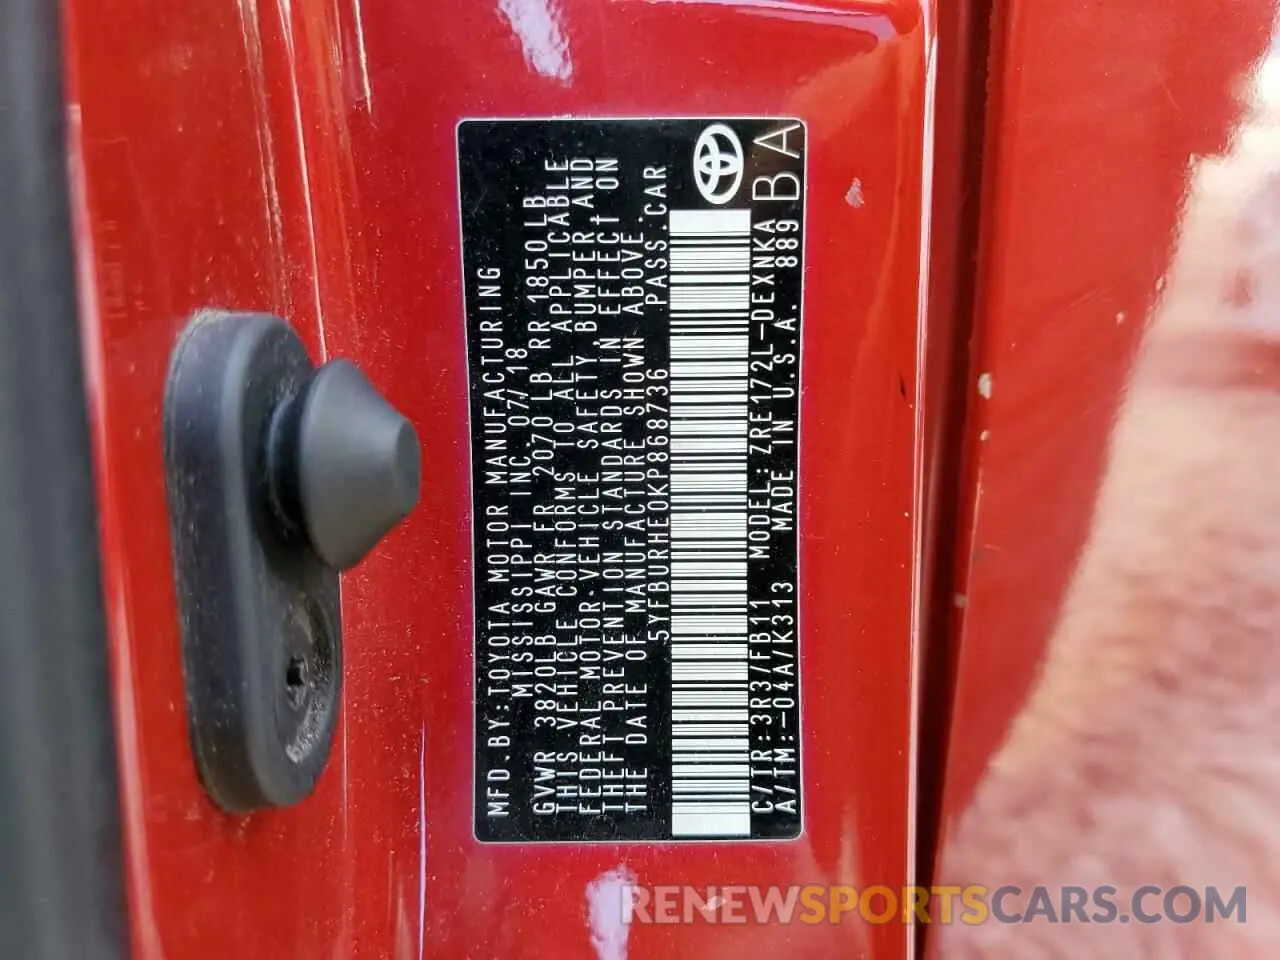 MFD.BY:TOYOTA MOTOR MANUFACTURING
MISSISSIPPI INC. 07/18
GVWR 3820LB GAWR FR 2070LB RR 1850LB
THIS VEHICLE CONFORMS TO ALL APPLICABLE
FEDERAL MOTOR VEHICLE SAFETY, BUMPER, AND
THEFT PREVENTION STANDARDS IN EFFECT ON
THE DATE OF MANUFACTURE SHOWN ABOVE.
5YFBURHE0KP868736 PASS.CAR
C/TR:3R3/FB11 MODEL:ZRE172L-DEXNKA
A/TM:-04A/K313 MADE IN U.S.A. 889
BA
RENEWSPORTSCARS.COM